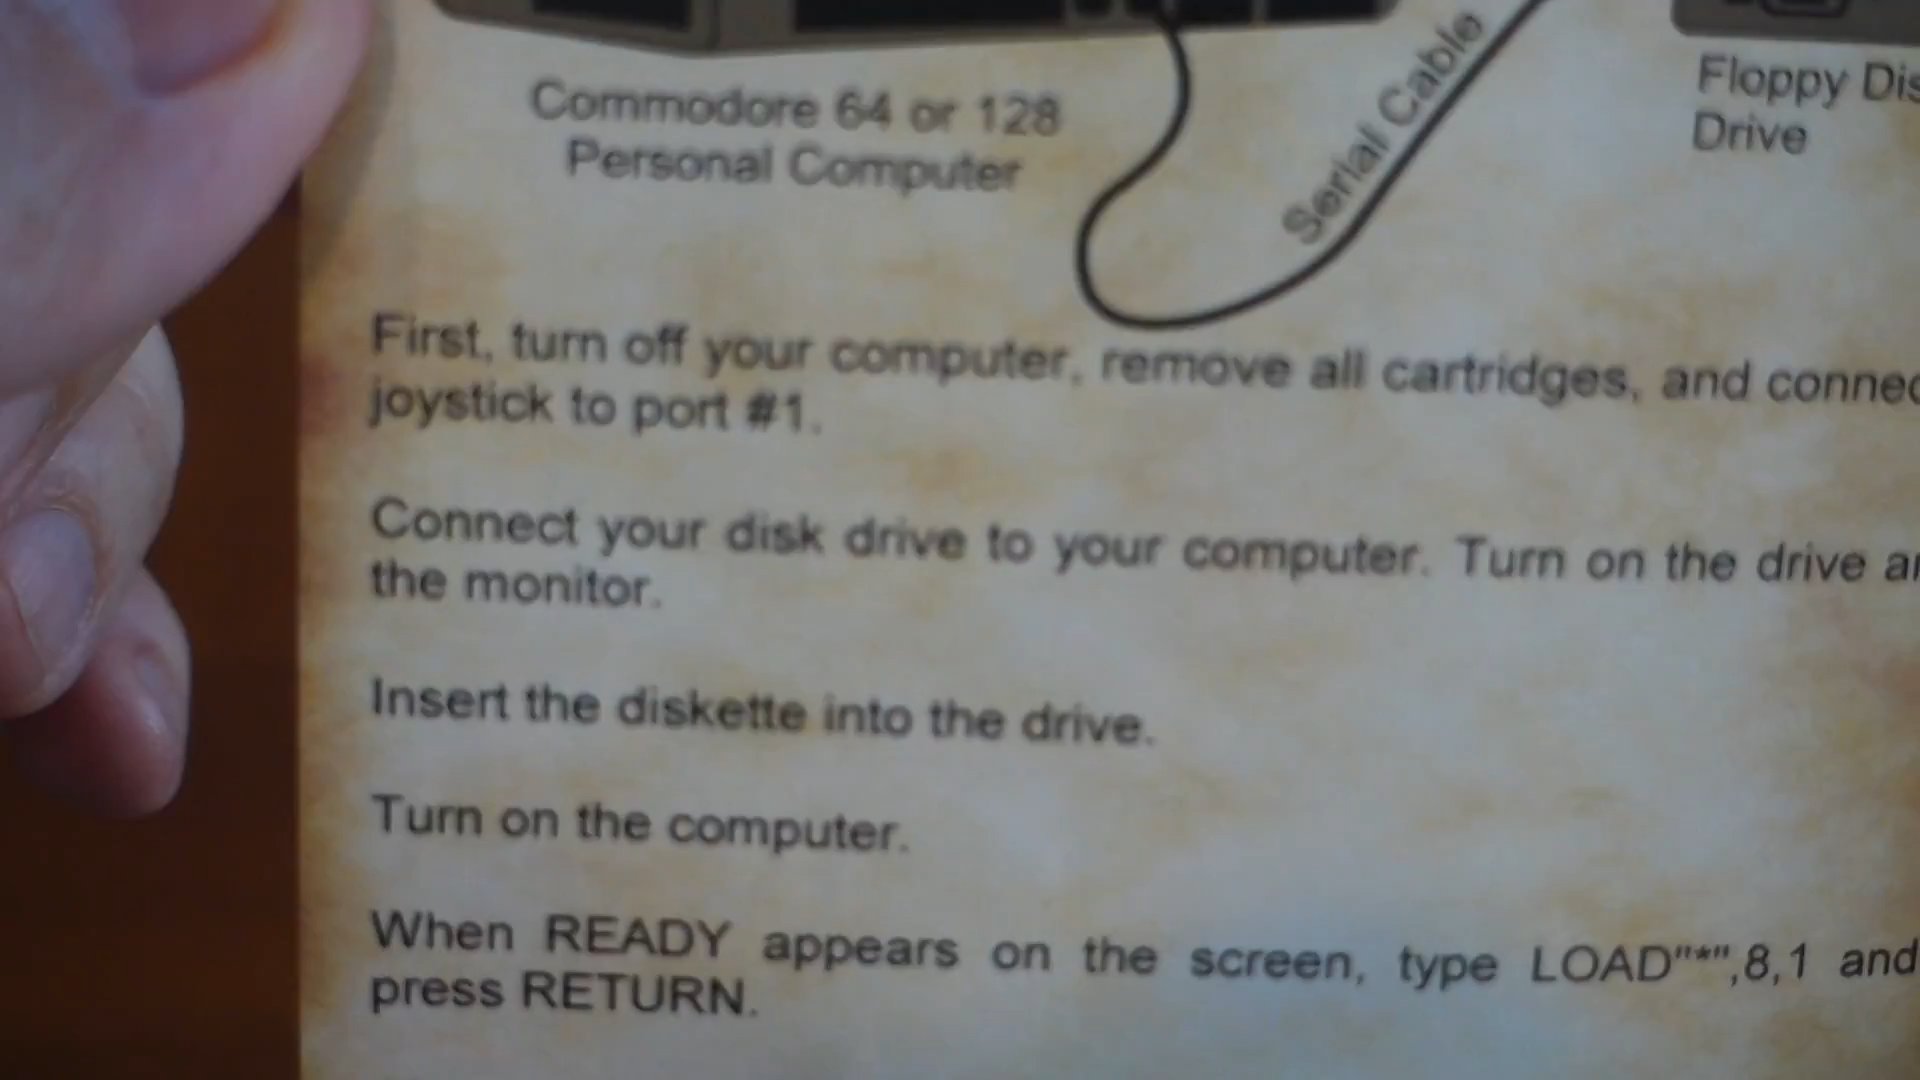 Commodore 64 or 128
Personal Computer
Serial Cable
Floppy
Drive
First, turn off your computer, remove all cartridges, and
joystick to port #1.
Connect your disk drive to your computer. Turn on the drive
the monitor.
Insert the diskette into the drive.
Turn on the computer.
When READY appears on the screen, type LOAD"*",8,1 and
press RETURN.